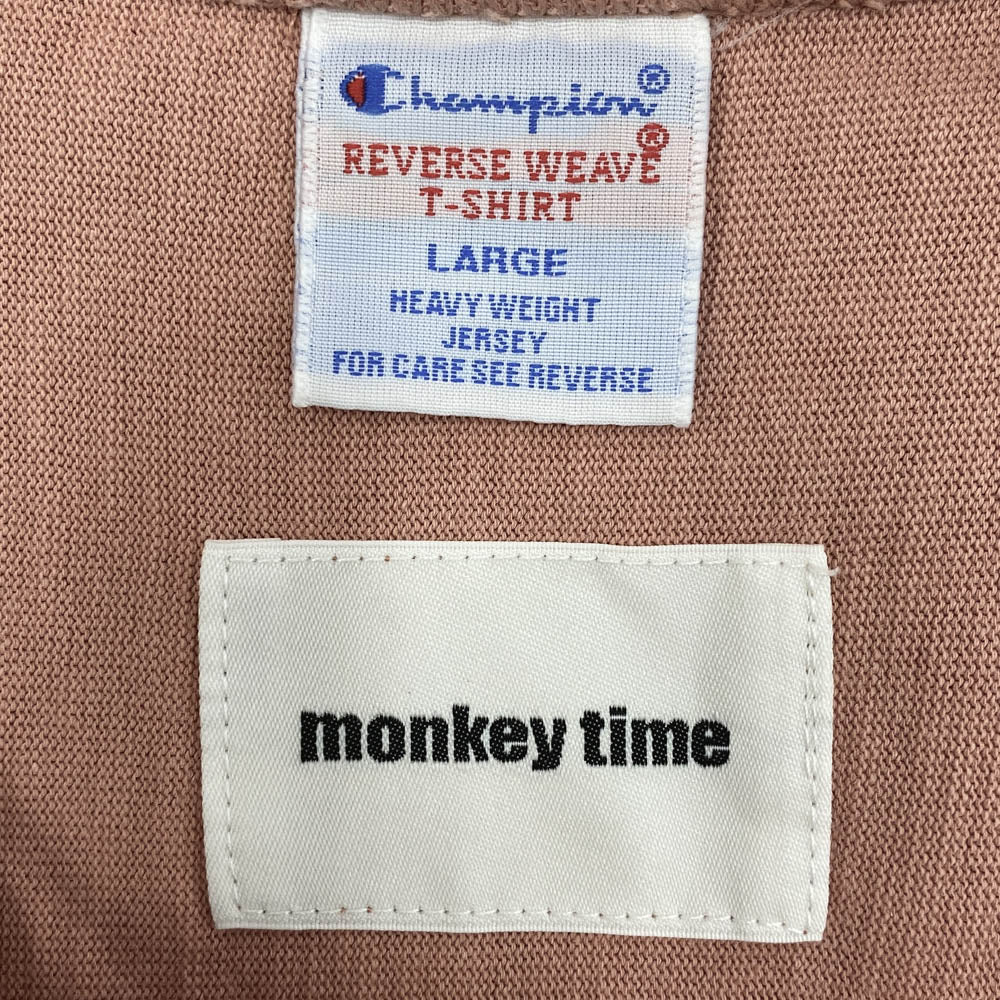 Champion®
REVERSE WEAVE®
T-SHIRT
LARGE
HEAVY WEIGHT
JERSEY
FOR CARE SEE REVERSE
monkey time